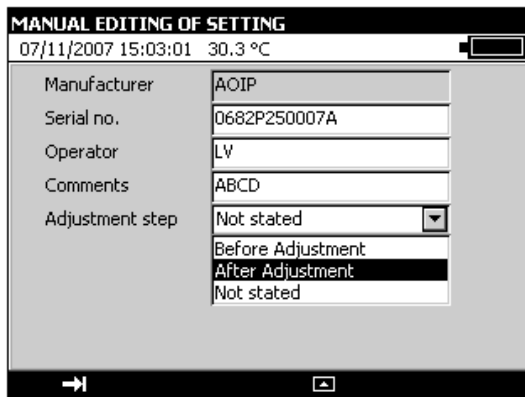 MANUAL EDITING OF SETTING
07/11/2007 15:03:01 30.3 °C
Manufacturer AOIP
Serial no. 0682P250007A
Operator LV
Comments ABCD
Adjustment step Not stated
Before Adjustment
After Adjustment
Not stated